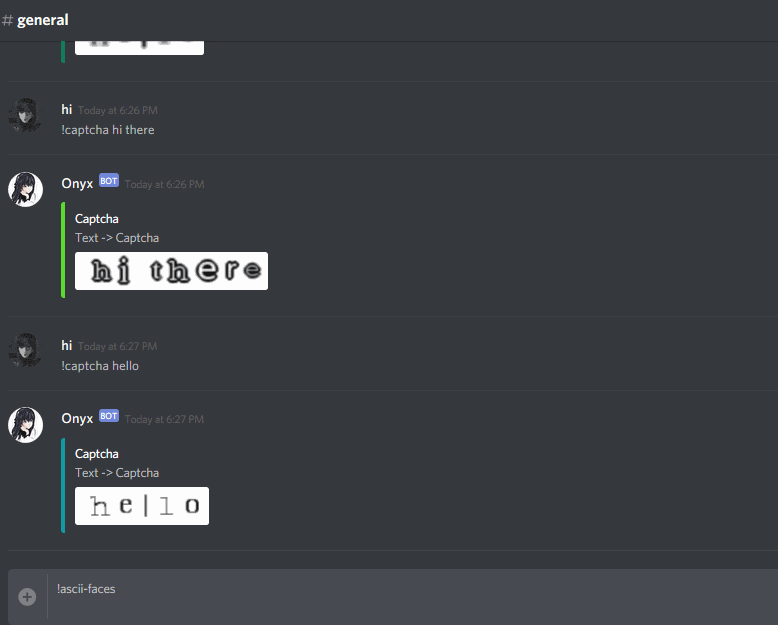 # general
hi Today at 6:26 PM
!captcha hi there
Onyx BOT Today at 6:26 PM
Captcha
Text -> Captcha
hi there
hi Today at 6:27 PM
!captcha hello
Onyx BOT Today at 6:27 PM
Captcha
Text -> Captcha
hello
!ascii-faces